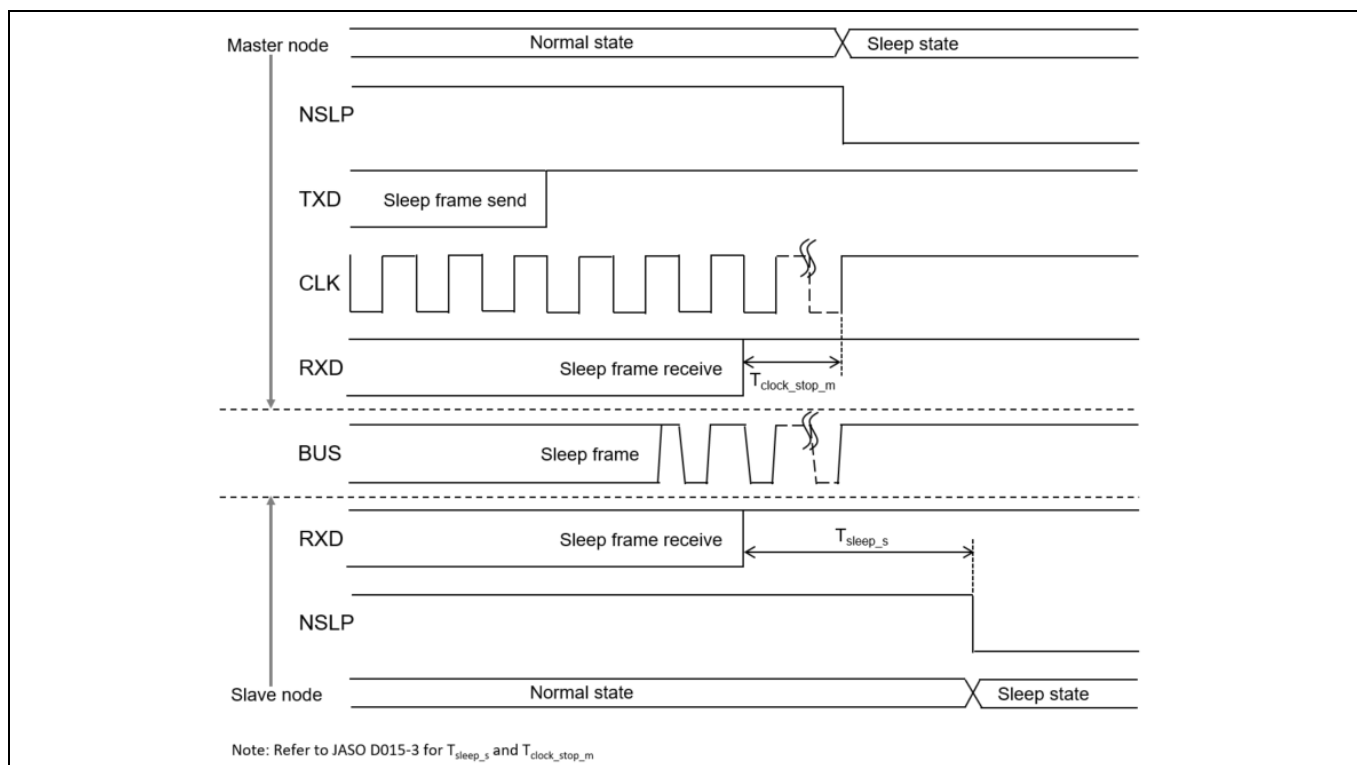 Master node
Normal state
Sleep state
NSLP
TXD
Sleep frame send
CLK
RXD
Sleep frame receive
Tclock_stop_m
BUS
Sleep frame
RXD
Sleep frame receive
Tsleep_s
NSLP
Slave node
Normal state
Sleep state
Note: Refer to JASO D015-3 for Tsleep_s and Tclock_stop_m